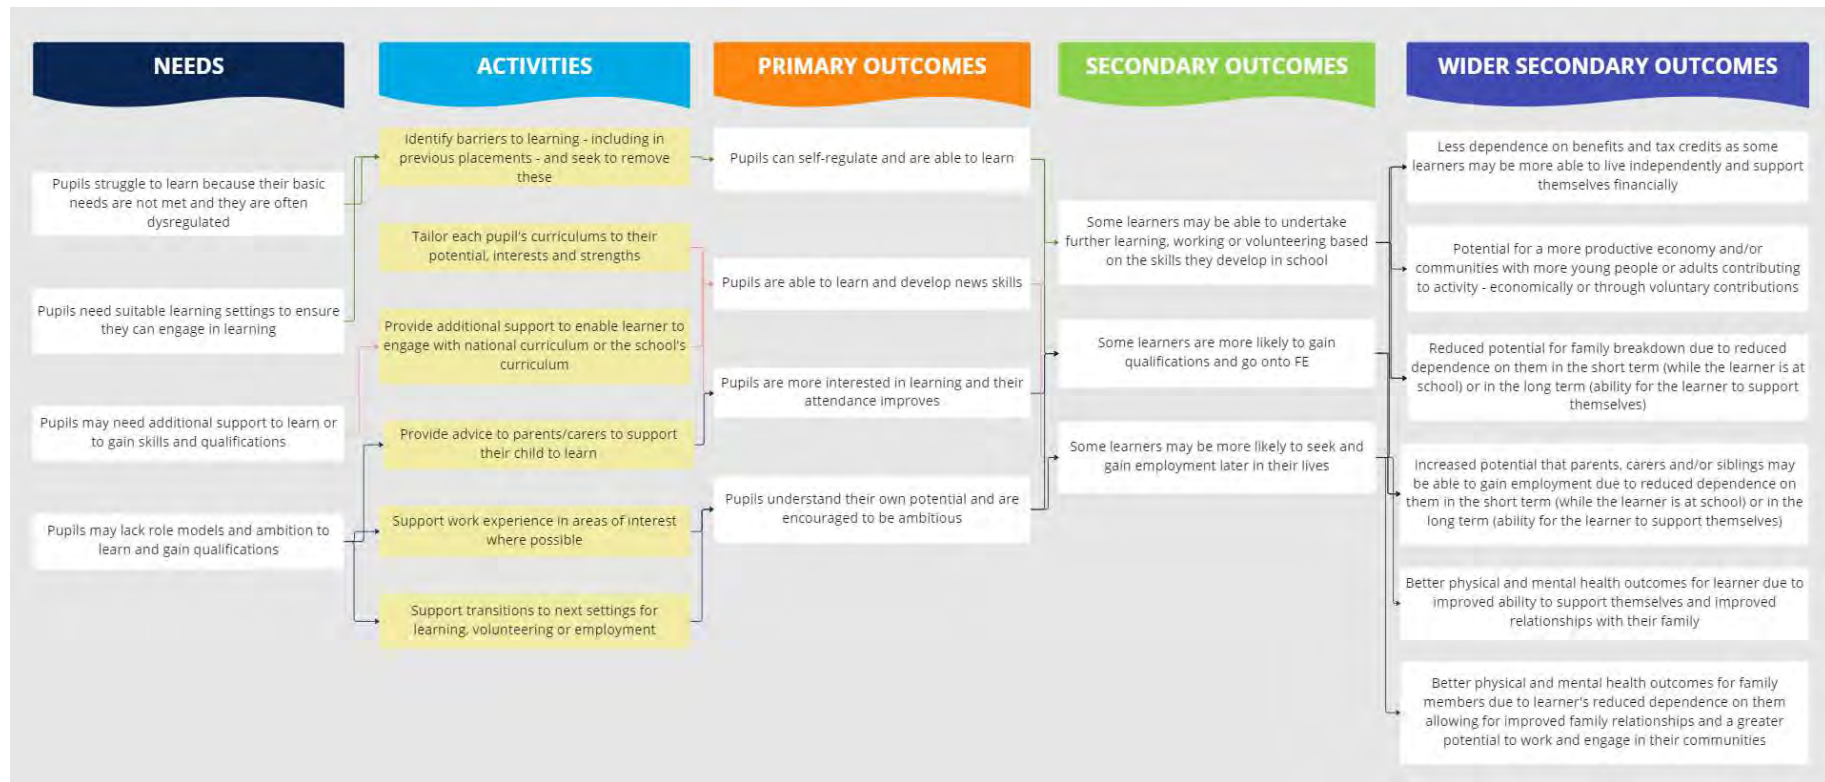 NEEDS
ACTIVITIES
PRIMARY OUTCOMES
SECONDARY OUTCOMES
WIDER SECONDARY OUTCOMES
Pupils struggle to learn because their basic
needs are not met and they are often
dysregulated
Pupils need suitable learning settings to ensure
they can engage in learning
Pupils may need additional support to learn or
to gain skills and qualifications
Pupils may lack role models and ambition to
learn and gain qualifications
Identify barriers to learning - including in
previous placements - and seek to remove
these
Tailor each pupil's curriculums to their
potential, interests and strengths
Provide additional support to enable learner to
engage with national curriculum or the school's
curriculum
Provide advice to parents/carers to support
their child to learn
Support work experience in areas of interest
where possible
Support transitions to next settings for
learning, volunteering or employment
Pupils can self-regulate and are able to learn
Pupils are able to learn and develop news skills
Pupils are more interested in learning and their
attendance improves
Pupils understand their own potential and are
encouraged to be ambitious
Some learners may be able to undertake
further learning, working or volunteering based
on the skills they develop in school
Some learners are more likely to gain
qualifications and go onto FE
Some learners may be more likely to seek and
gain employment later in their lives
Less dependence on benefits and tax credits as some
learners may be more able to live independently and support
themselves financially
Potential for a more productive economy and/or
communities with more young people or adults contributing
to activity - economically or through voluntary contributions
Reduced potential for family breakdown due to reduced
dependence on them in the short term (while the learner is at
school) or in the long term (ability for the learner to support
themselves)
Increased potential that parents, carers and/or siblings may
be able to gain employment due to reduced dependence on
them in the short term (while the learner is at school) or in the
long term (ability for the learner to support themselves)
Better physical and mental health outcomes for learner due to
improved ability to support themselves and improved
relationships with their family
Better physical and mental health outcomes for family
members due to learner's reduced dependence on them
allowing for improved family relationships and a greater
potential to work and engage in their communities